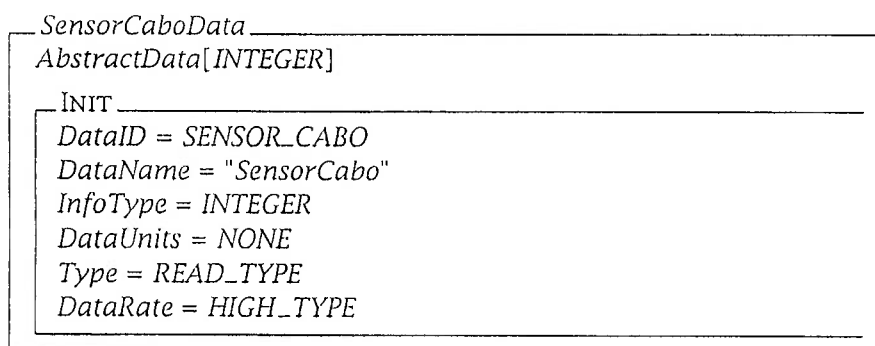 SensorCaboData
AbstractData[INTEGER]
INIT
DataID = SENSOR_CABO
DataName = "SensorCabo"
InfoType = INTEGER
DataUnits = NONE
Type = READ_TYPE
DataRate = HIGH_TYPE